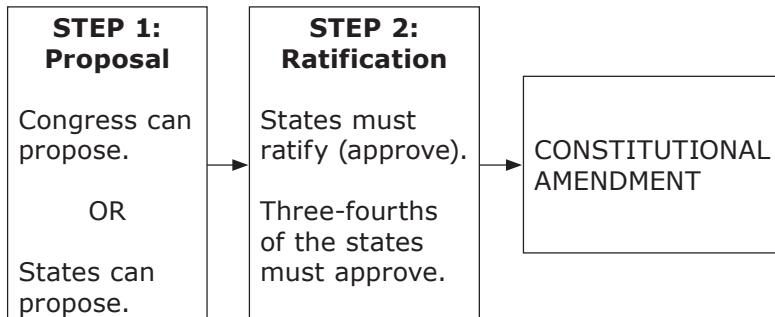 STEP 1:
Proposal
Congress can
propose.
OR
States can
propose.
STEP 2:
Ratification
States must
ratify (approve).
Three-fourths
of the states
must approve.
CONSTITUTIONAL
AMENDMENT